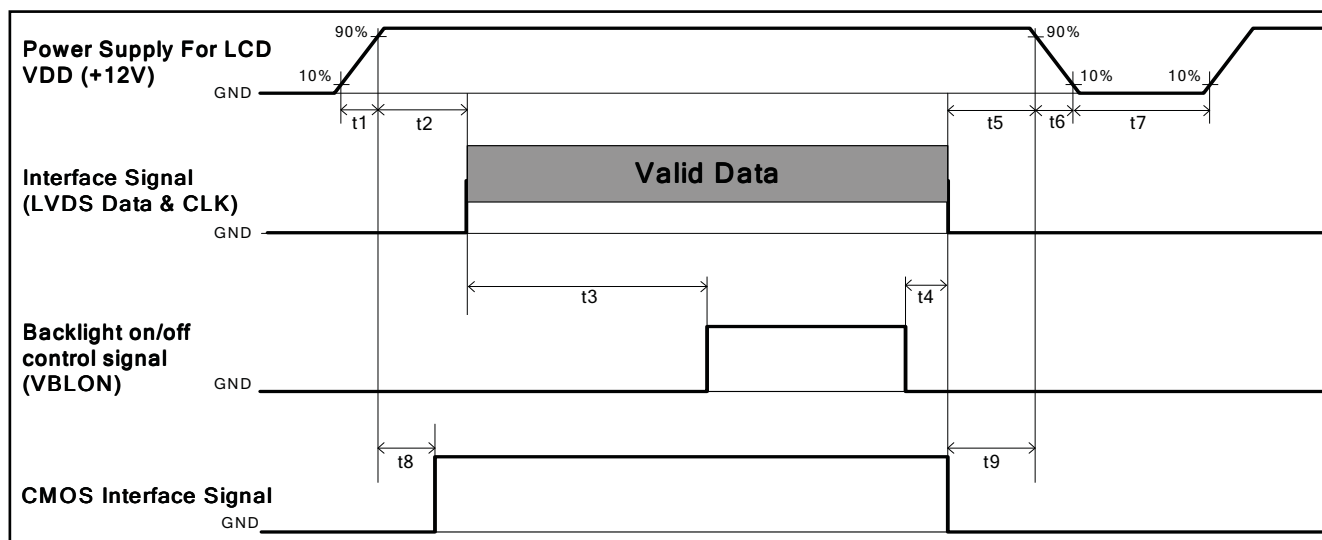 Power Supply For LCD
VDD (+12V)
GND
10%
90%
90%
10%
10%
t1
t2
t5
t6
t7
Interface Signal
(LVDS Data & CLK)
GND
Valid Data
t3
t4
Backlight on/off
control signal
(VBLON)
GND
t8
t9
CMOS Interface Signal
GND